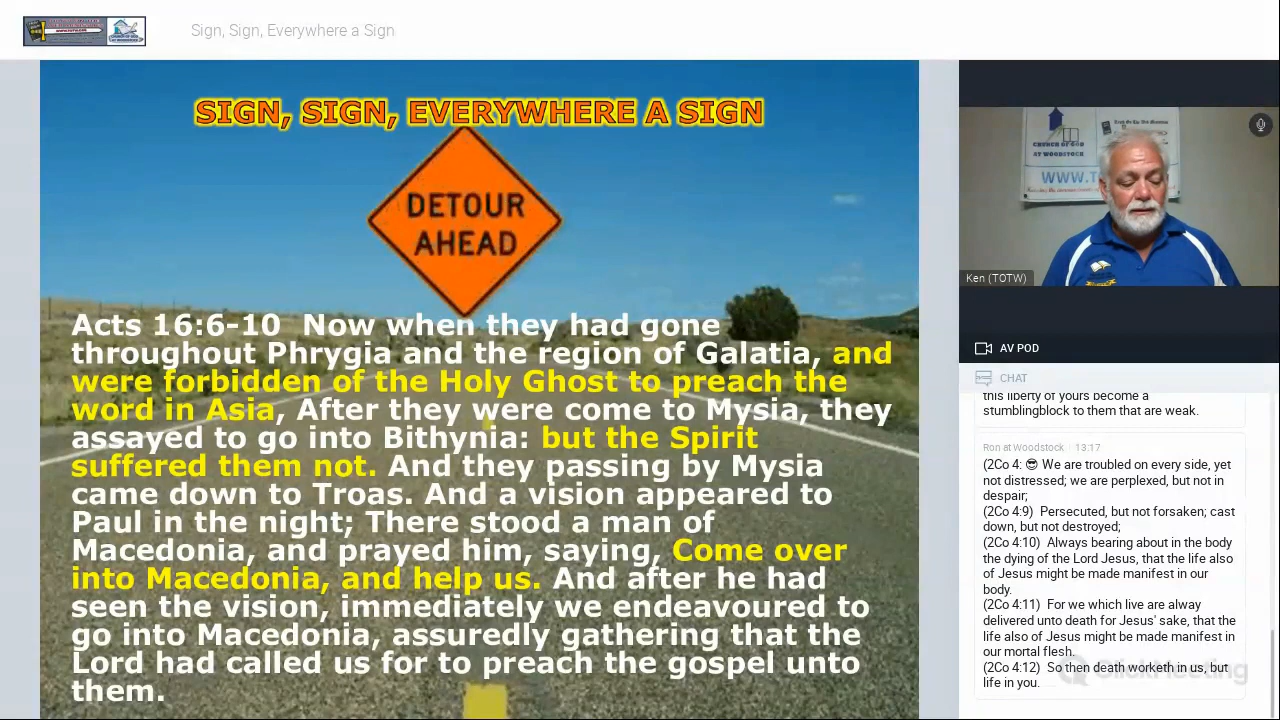 Sign, Sign, Everywhere a Sign
SIGN, SIGN, EVERYWHERE A SIGN
DETOUR
AHEAD
Acts 16:6-10 Now when they had gone
throughout Phrygia and the region of Galatia, and
were forbidden of the Holy Ghost to preach the
word in Asia, After they were come to Mysia, they
assayed to go into Bithynia: but the Spirit
suffered them not. And they passing by Mysia
came down to Troas. And a vision appeared to
Paul in the night; There stood a man of
Macedonia, and prayed him, saying, Come over
into Macedonia, and help us. And after he had
seen the vision, immediately we endeavoured to
go into Macedonia, assuredly gathering that the
Lord had called us for to preach the gospel unto
them.
CHURCH OF GOD
AT WOODSTOCK
WWW.T
Ken (TOTW)
AV POD
CHAT
this liberty of yours become a
stumblingblock to them that are weak.
Ron at Woodstock 13:17
(2Co 4: 😎 We are troubled on every side, yet
not distressed; we are perplexed, but not in
despair;
(2Co 4:9) Persecuted, but not forsaken; cast
down, but not destroyed;
(2Co 4:10) Always bearing about in the body
the dying of the Lord Jesus, that the life also
of Jesus might be made manifest in our
body.
(2Co 4:11) For we which live are alway
delivered unto death for Jesus' sake, that the
life also of Jesus might be made manifest in
our mortal flesh.
(2Co 4:12) So then death worketh in us, but
life in you.
ClickMeeting